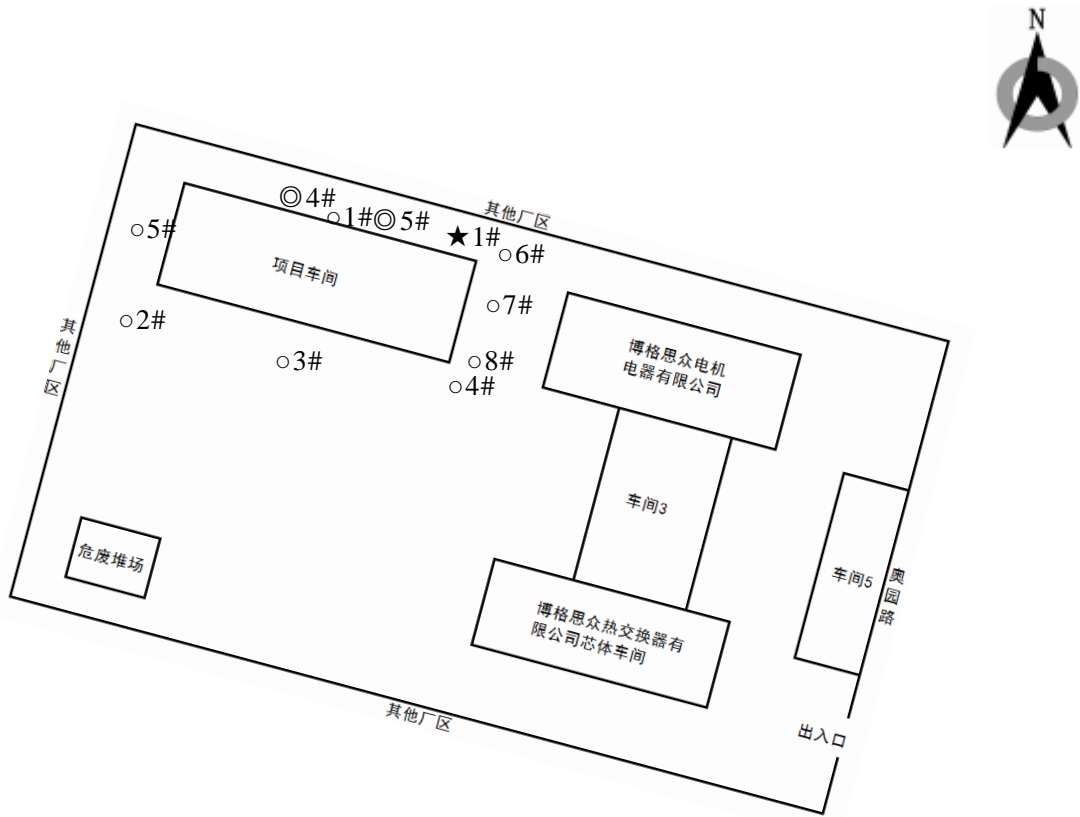 N
◎4#
○1#
◎5#
其他厂区
★1#
○5#
○6#
项目车间
○7#
○2#
其他厂区
○3#
○8#
○4#
博格思众电机
电器有限公司
车间3
危废堆场
车间5
奥园路
博格思众热交换器有
限公司芯体车间
其他厂区
出入口